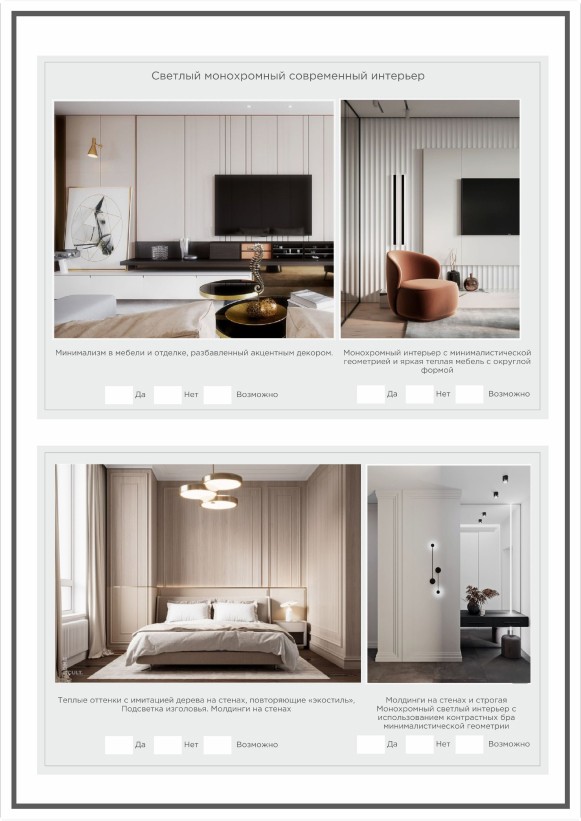 Светлый монохромный современный интерьер
Минимализм в мебели и отделке, разбавленный акцентным декором.
Монохромный интерьер с минималистической
геометрией и яркая теплая мебель с округлой
формой
Да Нет Возможно
Да Нет Возможно
Теплые оттенки с имитацией дерева на стенах, повторяющие «экостиль»,
Подсветка изголовья. Молдинги на стенах
Молдинги на стенах и строгая
Монохромный светлый интерьер с
использованием контрастных бра
минималистической геометрии
Да Нет Возможно
Да Нет Возможно